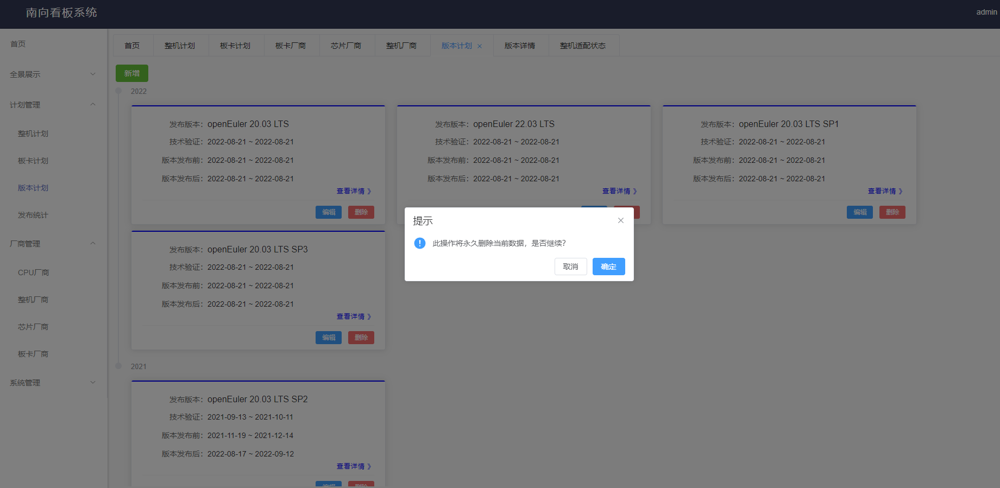 南向看板系统
admin
首页
全景展示
计划管理
整机计划
板卡计划
版本计划
发布统计
厂商管理
CPU厂商
整机厂商
芯片厂商
板卡厂商
系统管理
首页 整机计划 板卡计划 板卡厂商 芯片厂商 整机厂商 版本计划 × 版本详情 整机适配状态
新增
2022
发布版本: openEuler 20.03 LTS
技术验证: 2022-08-21 ~ 2022-08-21
版本发布前: 2022-08-21 ~ 2022-08-21
版本发布后: 2022-08-21 ~ 2022-08-21
查看详情 》
编辑 删除
发布版本: openEuler 22.03 LTS
技术验证: 2022-08-21 ~ 2022-08-21
版本发布前: 2022-08-21 ~ 2022-08-21
版本发布后: 2022-08-21 ~ 2022-08-21
查看详情 》
发布版本: openEuler 20.03 LTS SP1
技术验证: 2022-08-21 ~ 2022-08-21
版本发布前: 2022-08-21 ~ 2022-08-21
版本发布后: 2022-08-21 ~ 2022-08-21
查看详情 》
编辑 删除
发布版本: openEuler 20.03 LTS SP3
技术验证: 2022-08-21 ~ 2022-08-21
版本发布前: 2022-08-21 ~ 2022-08-21
版本发布后: 2022-08-21 ~ 2022-08-21
查看详情 》
编辑 删除
2021
发布版本: openEuler 20.03 LTS SP2
技术验证: 2021-09-13 ~ 2021-10-11
版本发布前: 2021-11-19 ~ 2021-12-14
版本发布后: 2022-08-17 ~ 2022-09-12
查看详情 》
编辑 删除
提示
此操作将永久删除当前数据，是否继续?
取消 确定